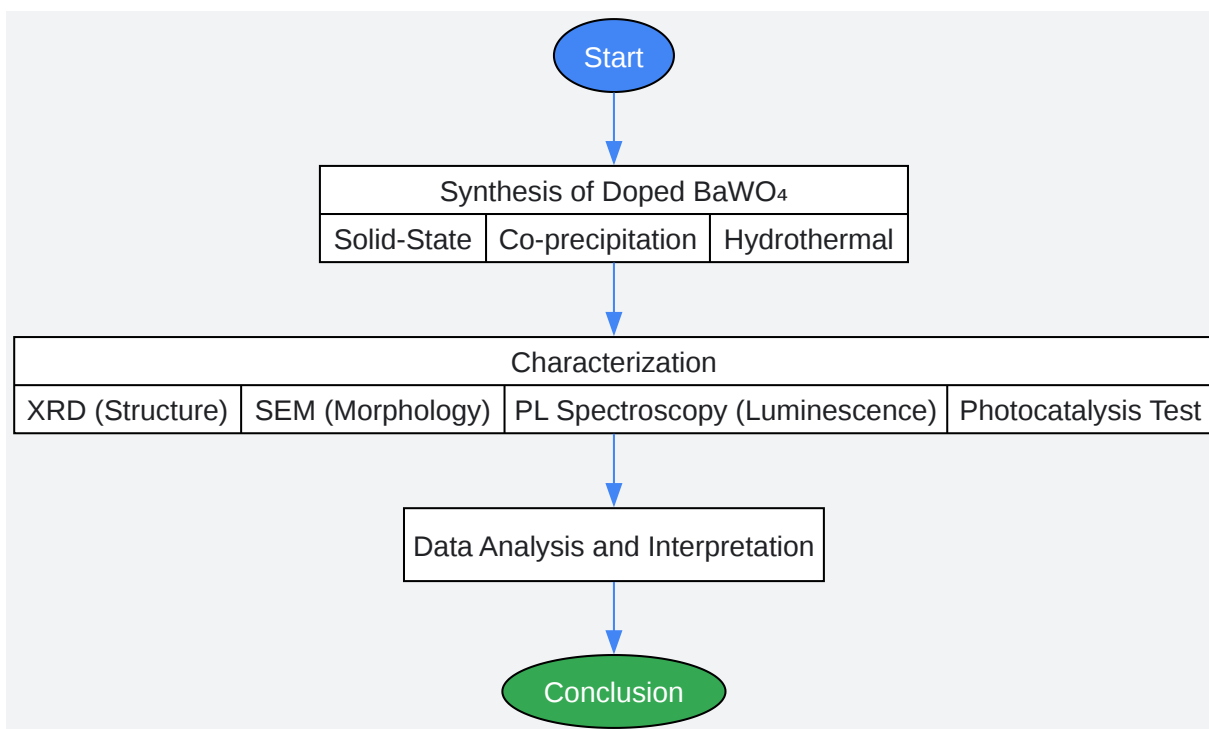 Start
Synthesis of Doped BaWO₄
Solid-State Co-precipitation Hydrothermal
Characterization
XRD (Structure) SEM (Morphology) PL Spectroscopy (Luminescence) Photocatalysis Test
Data Analysis and Interpretation
Conclusion